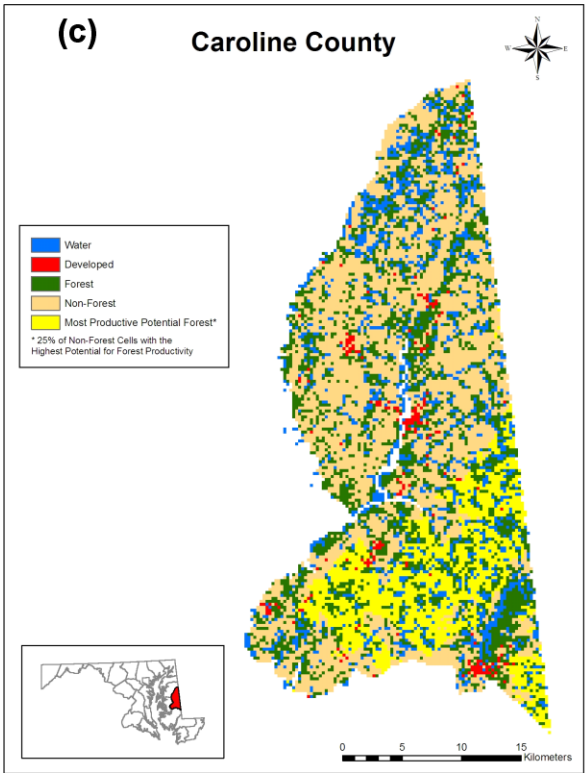 (c)
Caroline County
N
W E
S
Water
Developed
Forest
Non-Forest
Most Productive Potential Forest*
* 25% of Non-Forest Cells with the
Highest Potential for Forest Productivity
0 5 10 15
Kilometers